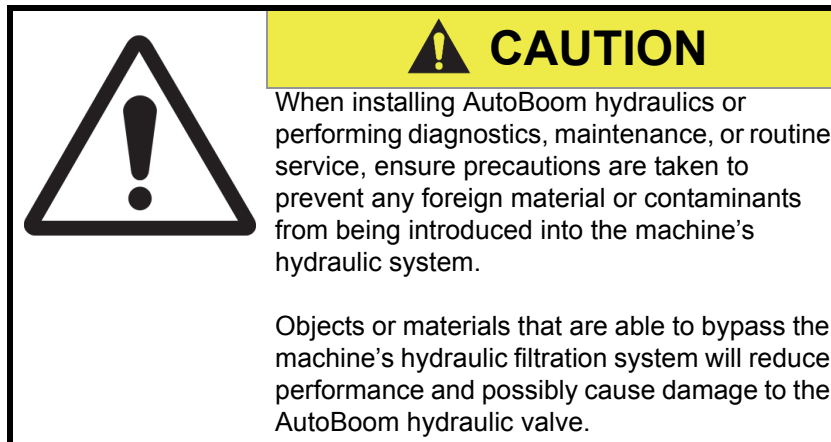 CAUTION
When installing AutoBoom hydraulics or
performing diagnostics, maintenance, or routine
service, ensure precautions are taken to
prevent any foreign material or contaminants
from being introduced into the machine’s
hydraulic system.
Objects or materials that are able to bypass the
machine’s hydraulic filtration system will reduce
performance and possibly cause damage to the
AutoBoom hydraulic valve.